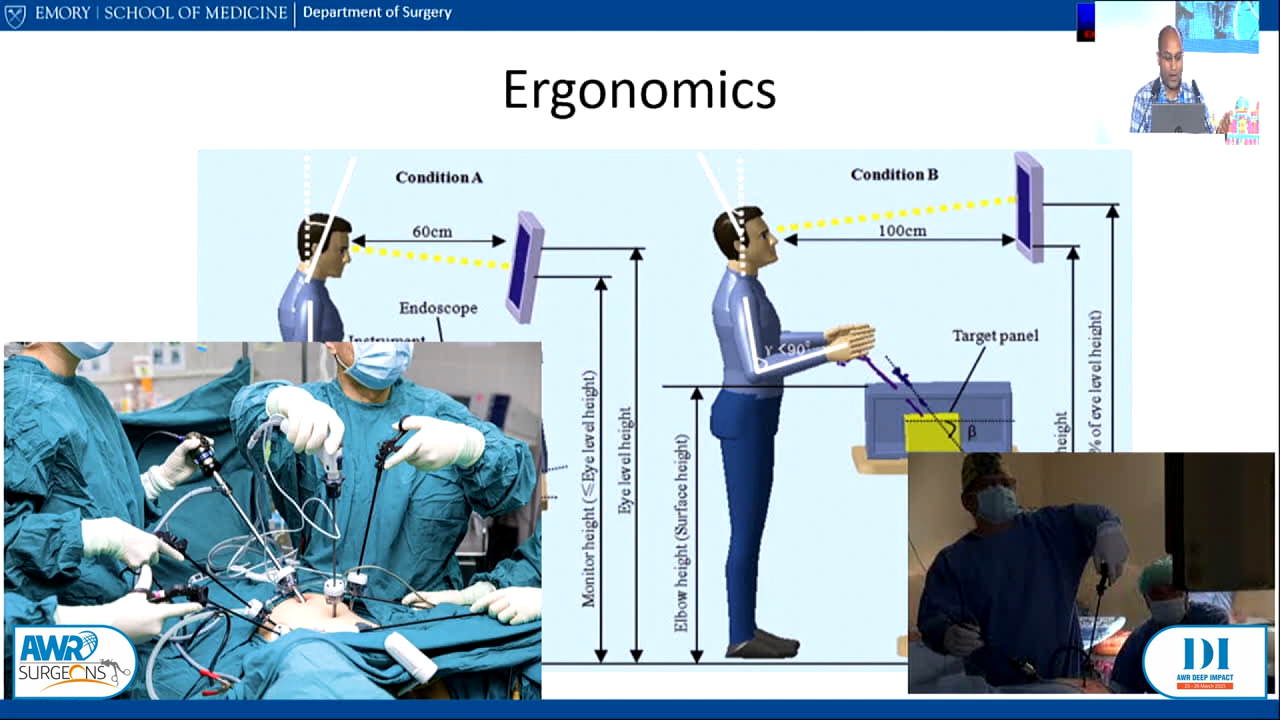 EMORY | SCHOOL OF MEDICINE | Department of Surgery
Ergonomics
Condition A
60cm
Endoscope
Instrument
Monitor height (≤Eye level height)
Eye level height
Condition B
100cm
γ <90°
Target panel
β
Elbow height (Surface height)
height
% of eye level height)
AWR
SURGEONS
DI
AWR DEEP IMPACT